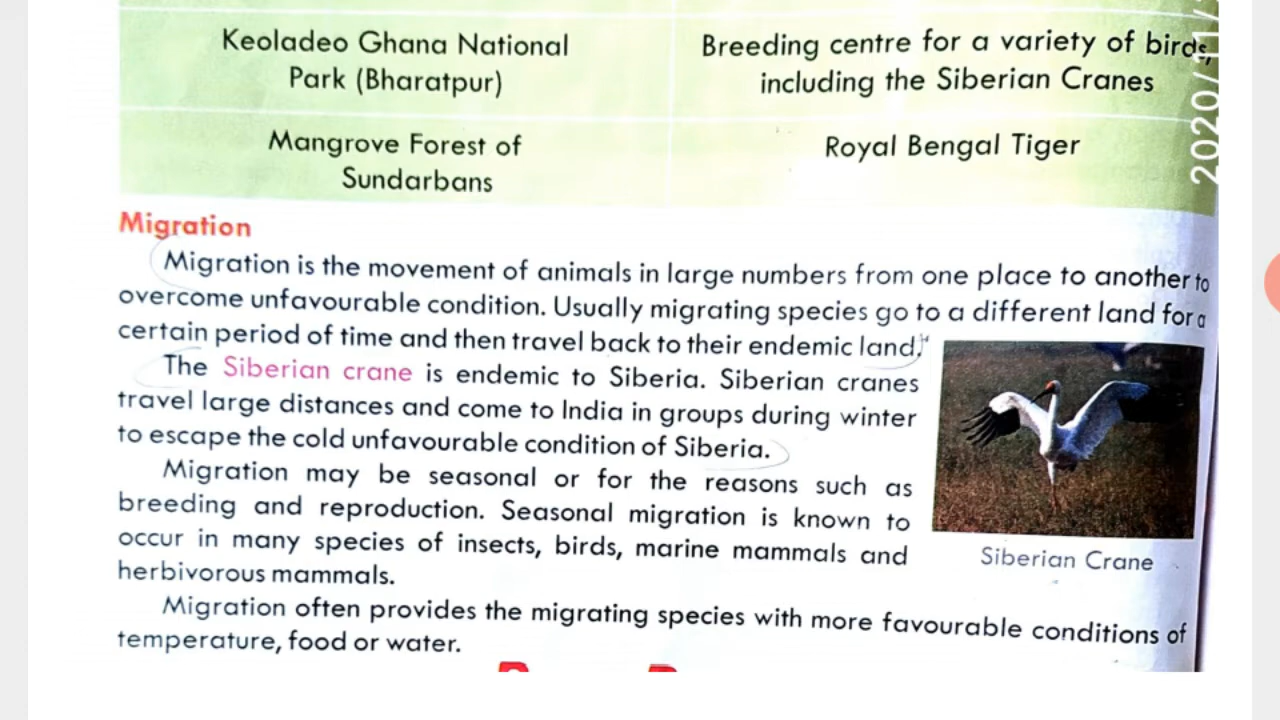 Keoladeo Ghana National
Park (Bharatpur)
Breeding centre for a variety of birds,
including the Siberian Cranes
Mangrove Forest of
Sundarbans
Royal Bengal Tiger
Migration
Migration is the movement of animals in large numbers from one place to another to
overcome unfavourable condition. Usually migrating species go to a different land for a
certain period of time and then travel back to their endemic land.
The Siberian crane is endemic to Siberia. Siberian cranes
travel large distances and come to India in groups during winter
to escape the cold unfavourable condition of Siberia.
Migration may be seasonal or for the reasons such as
breeding and reproduction. Seasonal migration is known to
occur in many species of insects, birds, marine mammals and
herbivorous mammals.
Siberian Crane
Migration often provides the migrating species with more favourable conditions of
temperature, food or water.
2020/11/